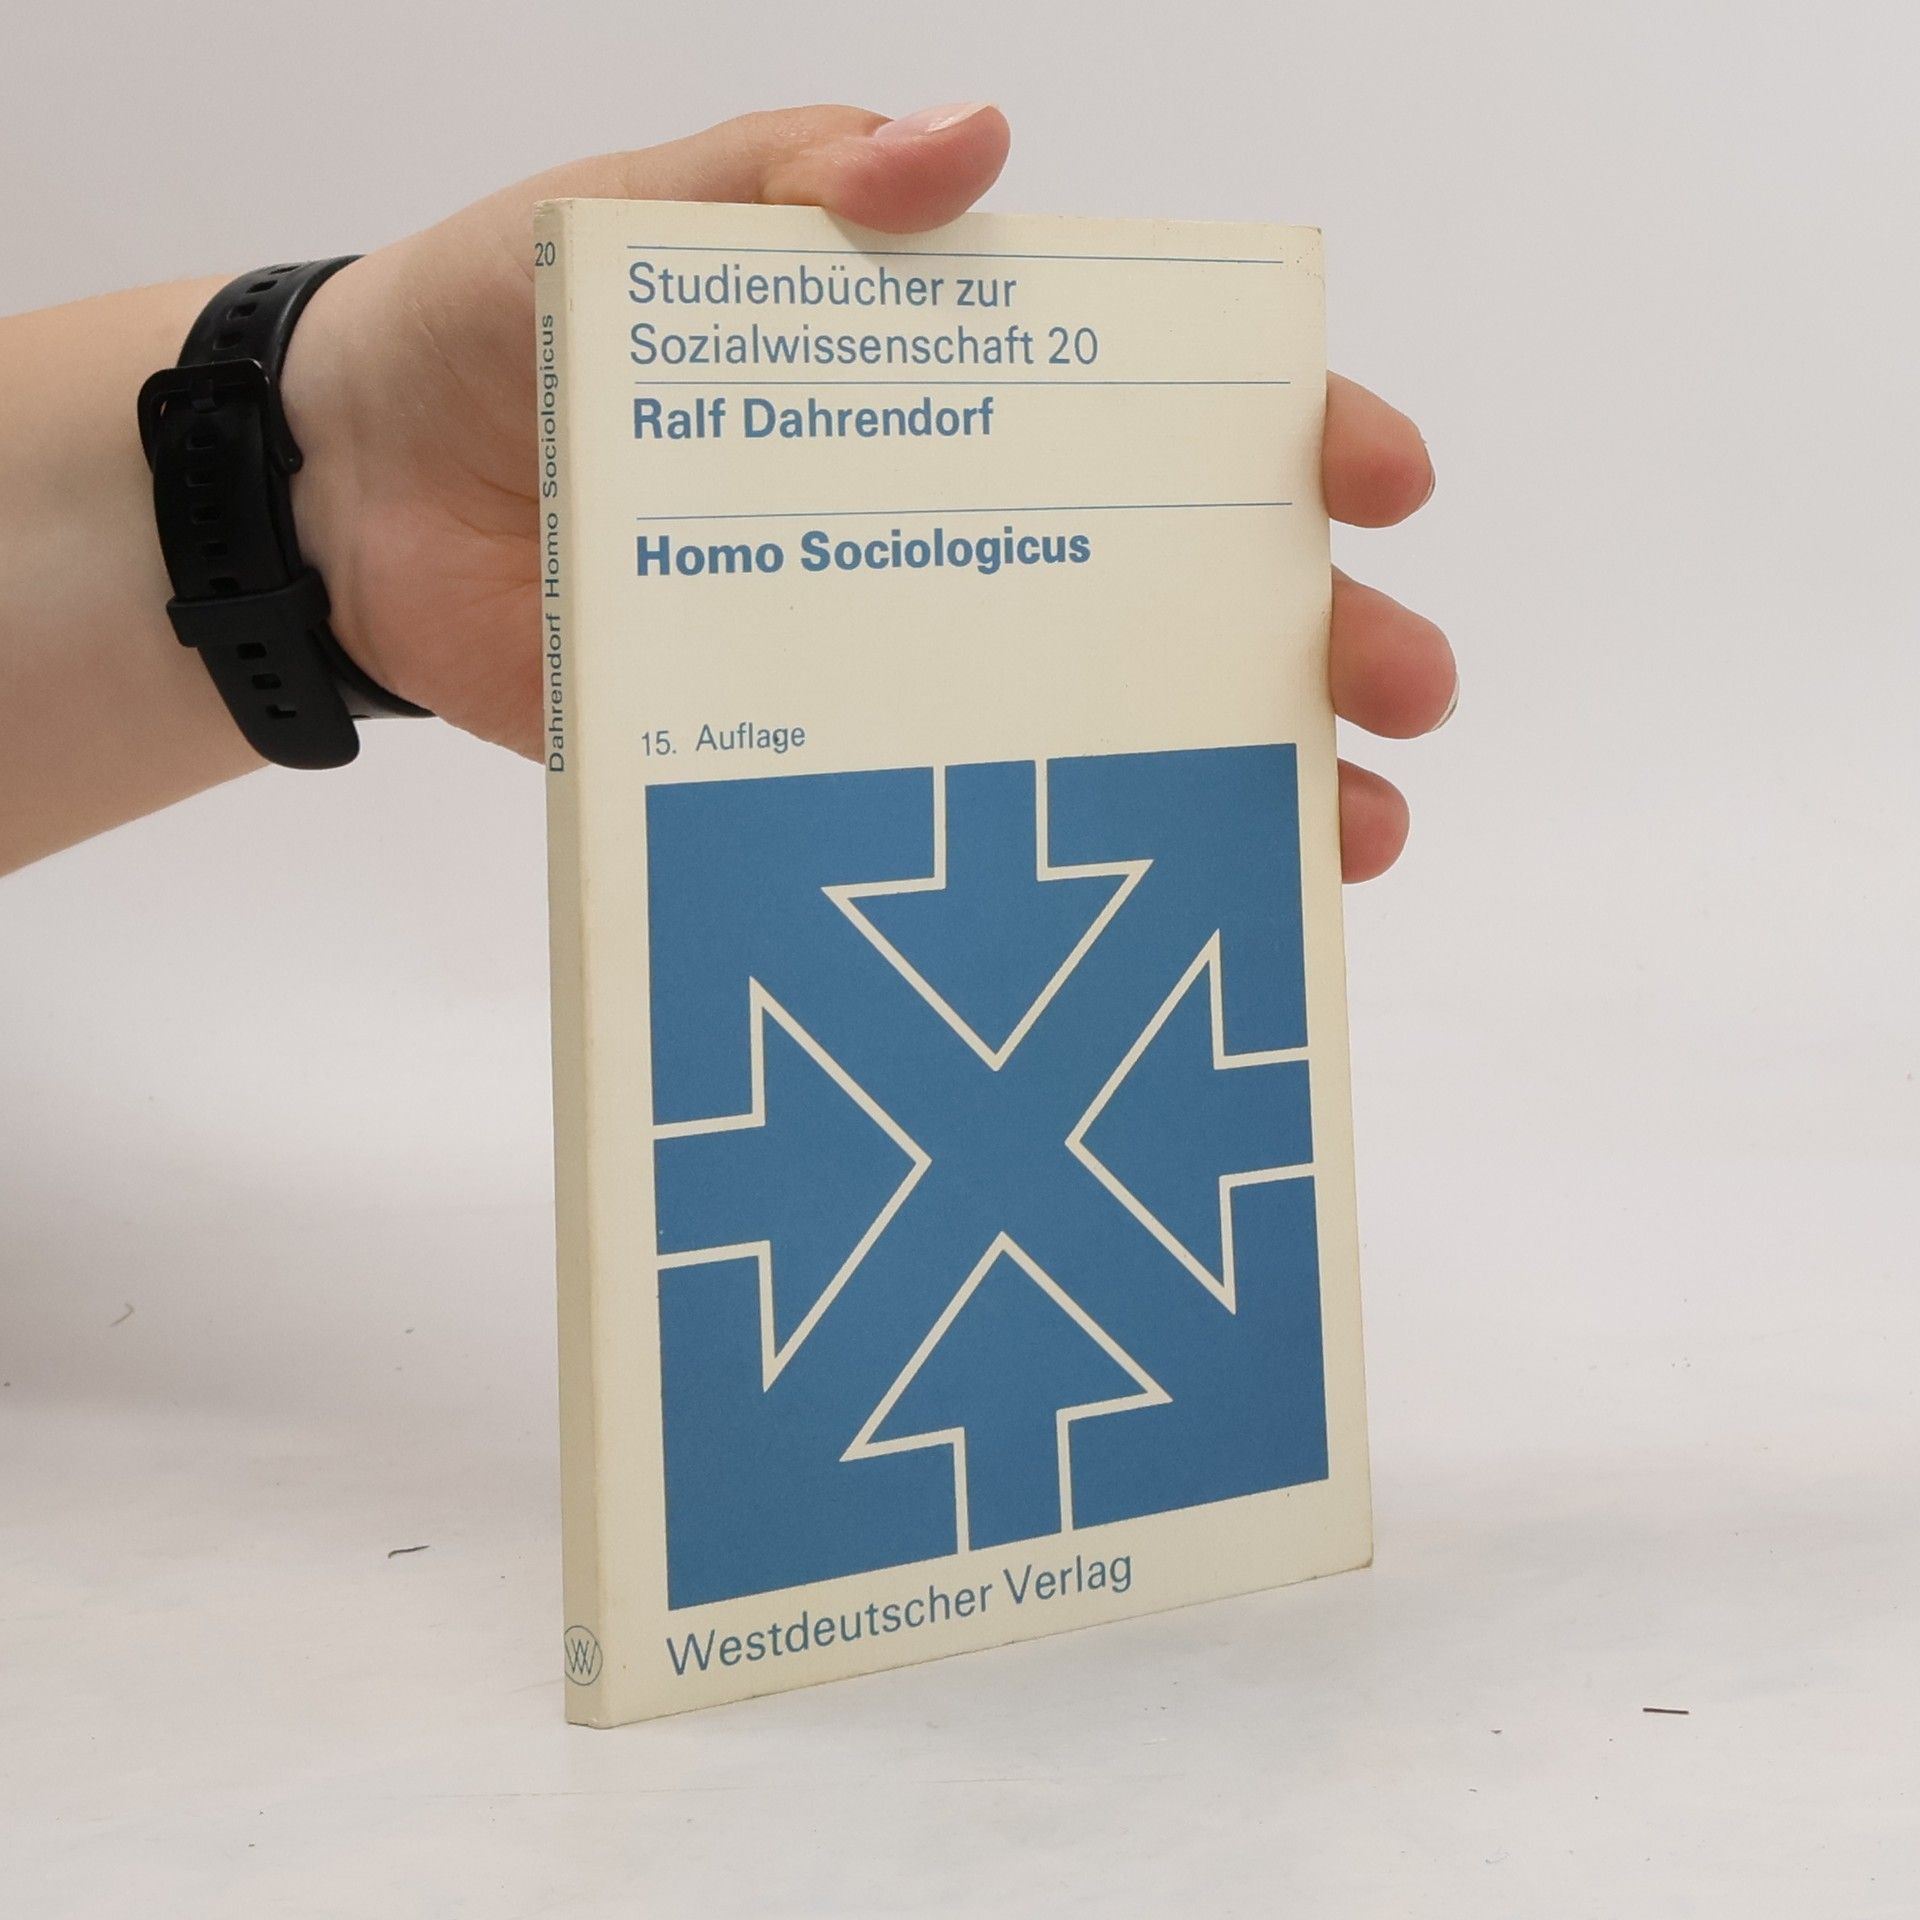 20
Dahrendorf Homo Sociologicus
Studienbücher zur
Sozialwissenschaft 20
Ralf Dahrendorf
Homo Sociologicus
15. Auflage
Westdeutscher Verlag